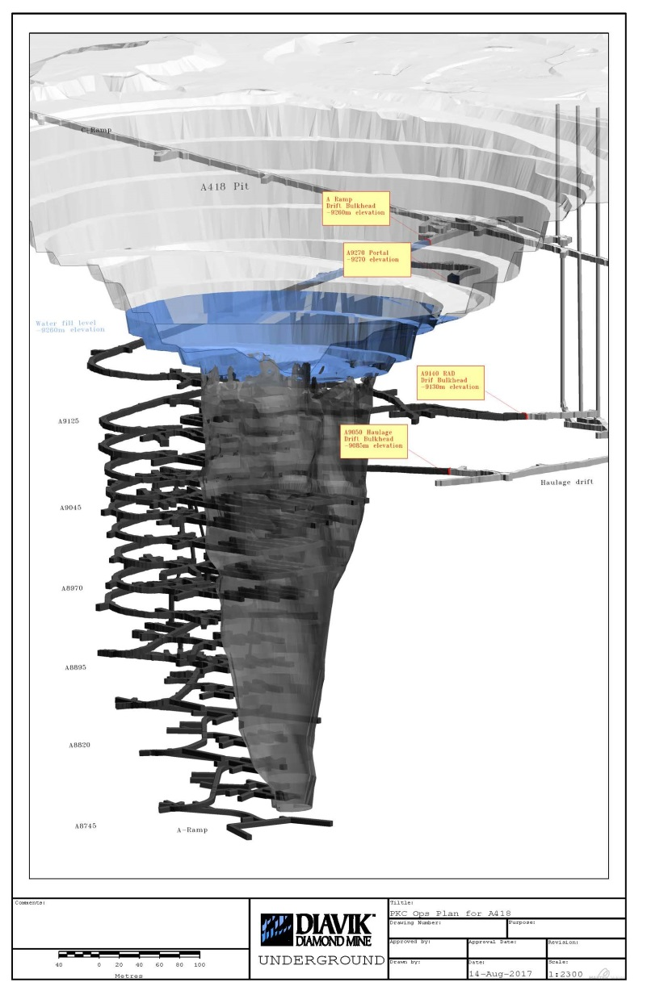 C-Ramp
A418 Pit
A Ramp
Drift Bulkhead
~9260m elevation
A9270 Portal
~9270 elevation
Water fill level
~9260m elevation
A9140 RAD
Drif Bulkhead
~9130m elevation
A9125
A9050 Haulage
Drift Bulkhead
~9085m elevation
Haulage drift
A9045
A8970
A8895
A8820
A8745
A-Ramp
Comments:
40 0 20 40 60 80 100
Metres
DIAVIK
DIAMOND MINE
UNDERGROUND
Tiltle:
PKC Ops Plan for A418
Drawing Number:
Purpose:
Approved by:
Approval Date:
Revision:
Drawn by:
Date:
14-Aug-2017
Scale:
1:2300